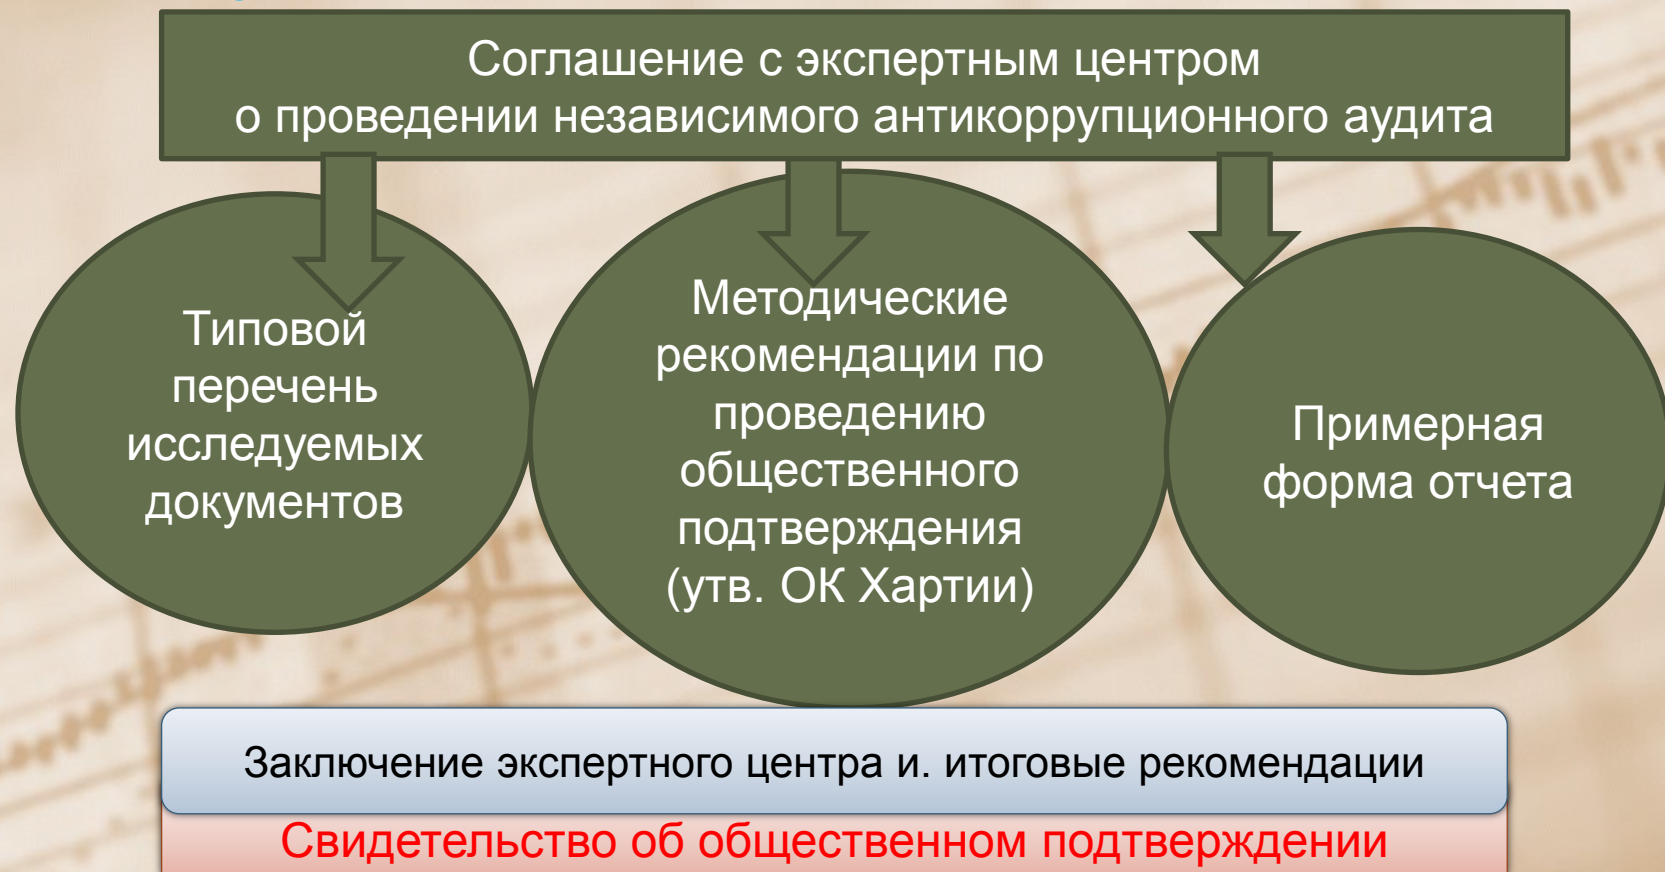 Соглашение с экспертным центром
о проведении независимого антикоррупционного аудита
Типовой
перечень
исследуемых
документов
Методические
рекомендации по
проведению
общественного
подтверждения
(утв. ОК Хартии)
Примерная
форма отчета
Заключение экспертного центра и. итоговые рекомендации
Свидетельство об общественном подтверждении